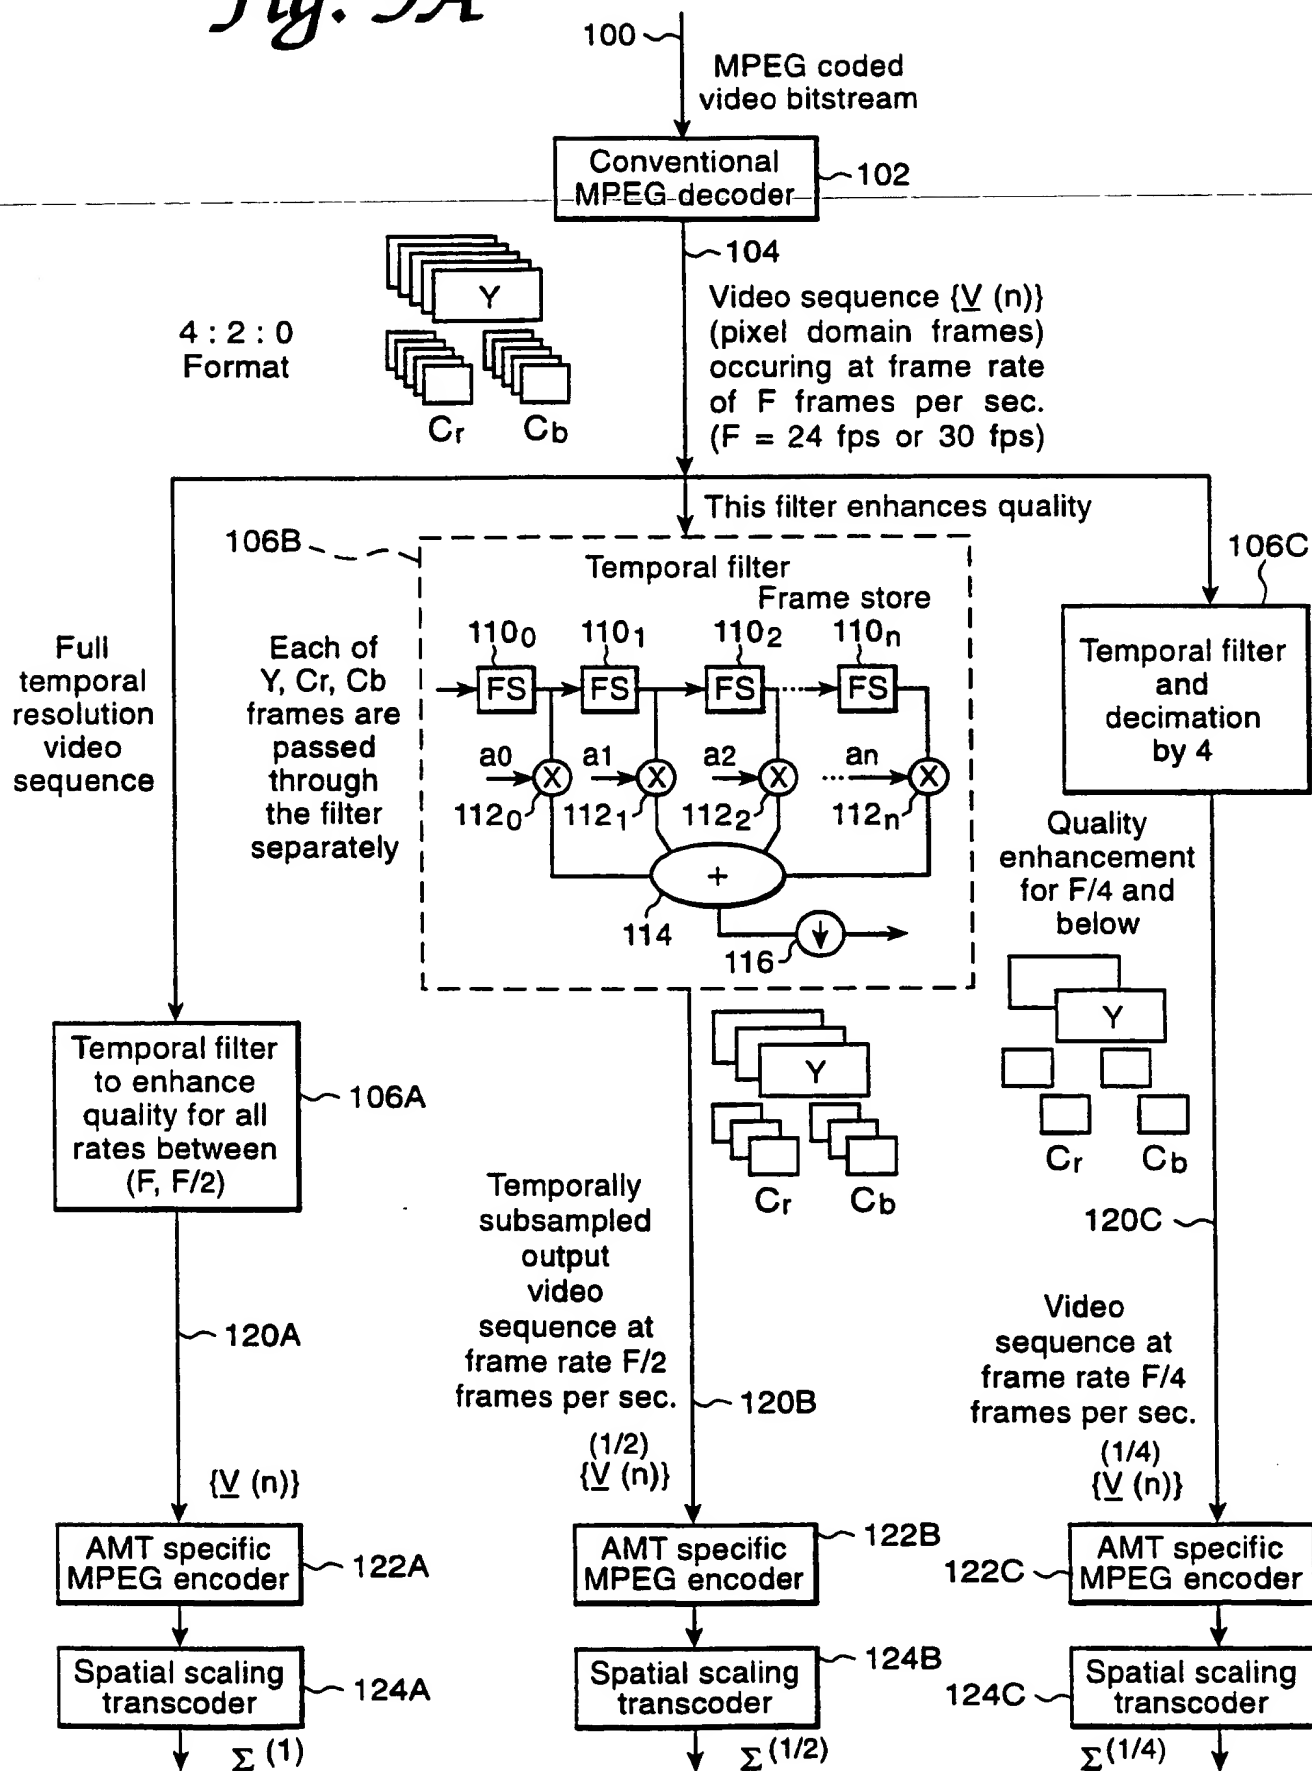 100
MPEG coded
video bitstream
Conventional
MPEG decoder
102
104
Y
4 : 2 : 0
Format
Cr
Cb
Video sequence {V (n)}
(pixel domain frames)
occuring at frame rate
of F frames per sec.
(F = 24 fps or 30 fps)
This filter enhances quality
106B
106C
Temporal filter
Frame store
110₀
110₁
110₂
110n
FS
FS
FS
FS
a0
a1
a2
an
X
X
X
X
112₀
112₁
112₂
112n
+
114
116
Full
temporal
resolution
video
sequence
Each of
Y, Cr, Cb
frames are
passed
through
the filter
separately
Temporal filter
and
decimation
by 4
Quality
enhancement
for F/4 and
below
Y
Cr
Cb
Temporal filter
to enhance
quality for all
rates between
(F, F/2)
106A
Y
Cr
Cb
Temporally
subsampled
output
video
sequence at
frame rate F/2
frames per sec.
120A
120B
120C
Video
sequence at
frame rate F/4
frames per sec.
{V (n)}
(1/2)
{V (n)}
(1/4)
{V (n)}
AMT specific
MPEG encoder
122A
AMT specific
MPEG encoder
122B
AMT specific
MPEG encoder
122C
Spatial scaling
transcoder
124A
Spatial scaling
transcoder
124B
Spatial scaling
transcoder
124C
Σ(1)
Σ(1/2)
Σ(1/4)